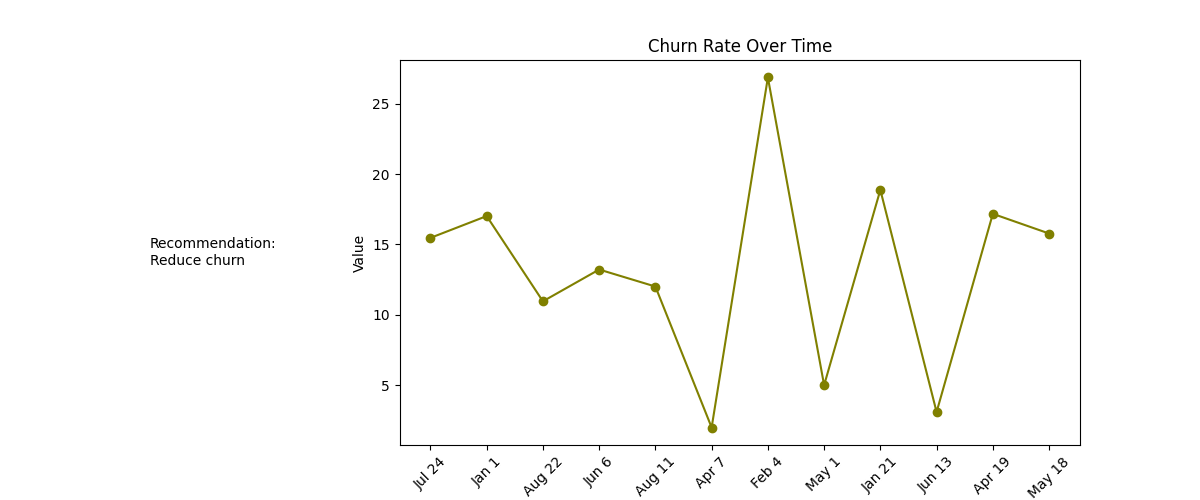 Churn Rate Over Time
Recommendation:
Reduce churn
Value
25
20
15
10
5
Jul 24
Jan 1
Aug 22
Jun 6
Aug 11
Apr 7
Feb 4
May 1
Jan 21
Jun 13
Apr 19
May 18